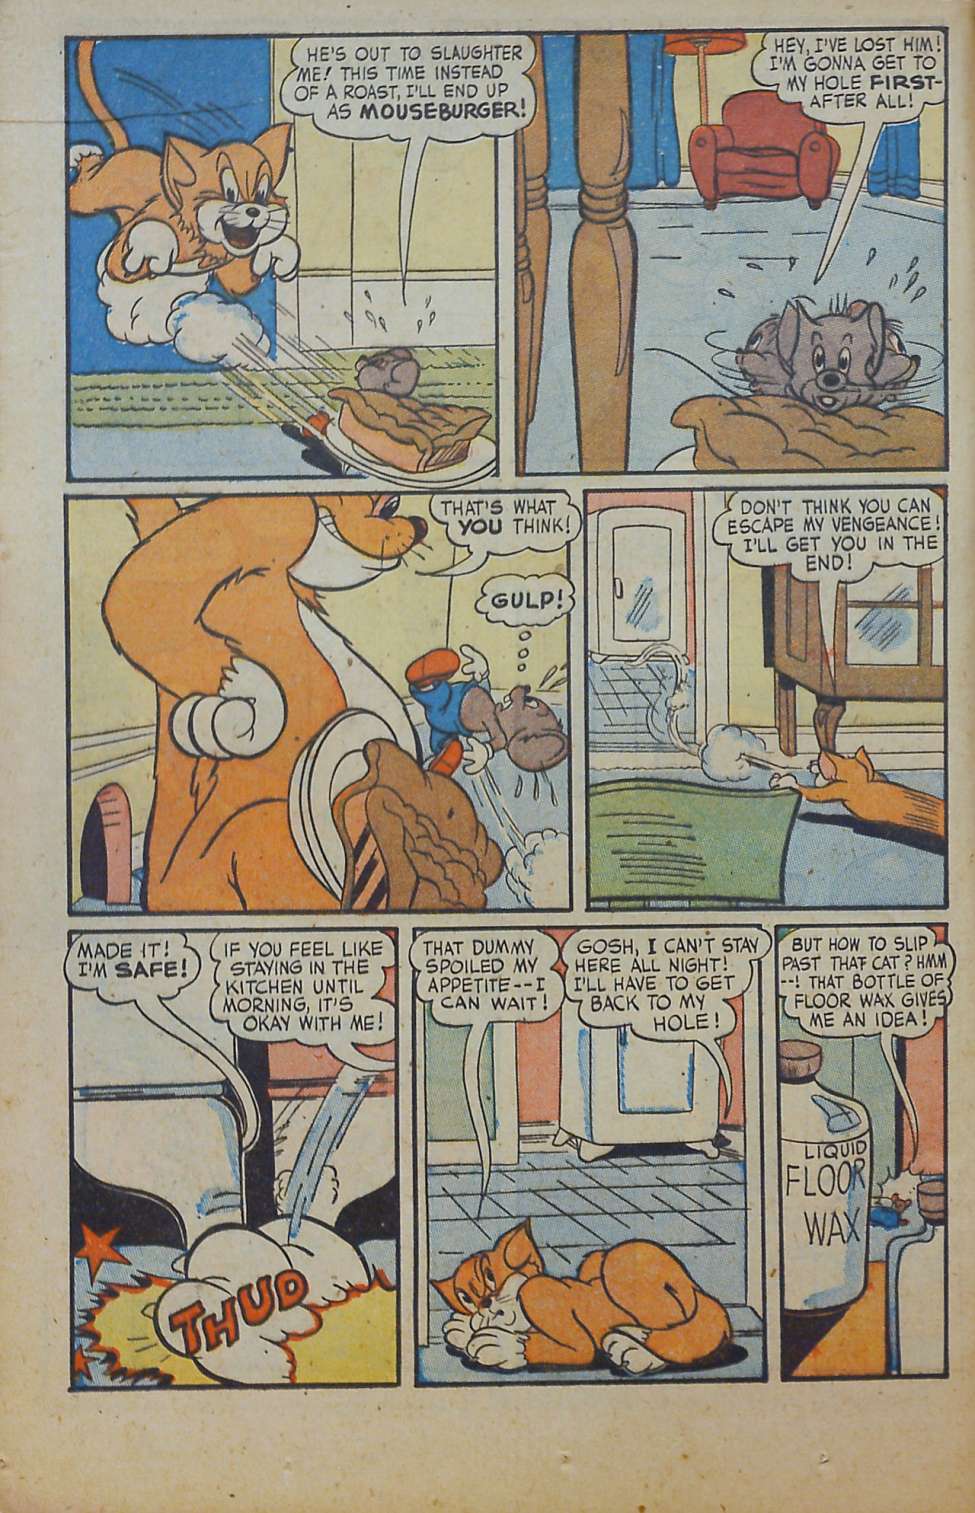 HE'S OUT TO SLAUGHTER
ME! THIS TIME INSTEAD
OF A ROAST, I'LL END UP
AS MOUSEBURGER!
HEY, I'VE LOST HIM!
I'M GONNA GET TO
MY HOLE FIRST-
AFTER ALL!
THAT'S WHAT
YOU THINK!
GULP!
DON'T THINK YOU CAN
ESCAPE MY VENGEANCE!
I'LL GET YOU IN THE
END!
MADE IT!
I'M SAFE!
IF YOU FEEL LIKE
STAYING IN THE
KITCHEN UNTIL
MORNING, IT'S
OKAY WITH ME!
THUD
THAT DUMMY
SPOILED MY
APPETITE--I
CAN WAIT!
GOSH, I CAN'T STAY
HERE ALL NIGHT!
I'LL HAVE TO GET
BACK TO MY
HOLE!
BUT HOW TO SLIP
PAST THAT CAT? HMM
--! THAT BOTTLE OF
FLOOR WAX GIVES
ME AN IDEA!
LIQUID
FLOOR
WAX